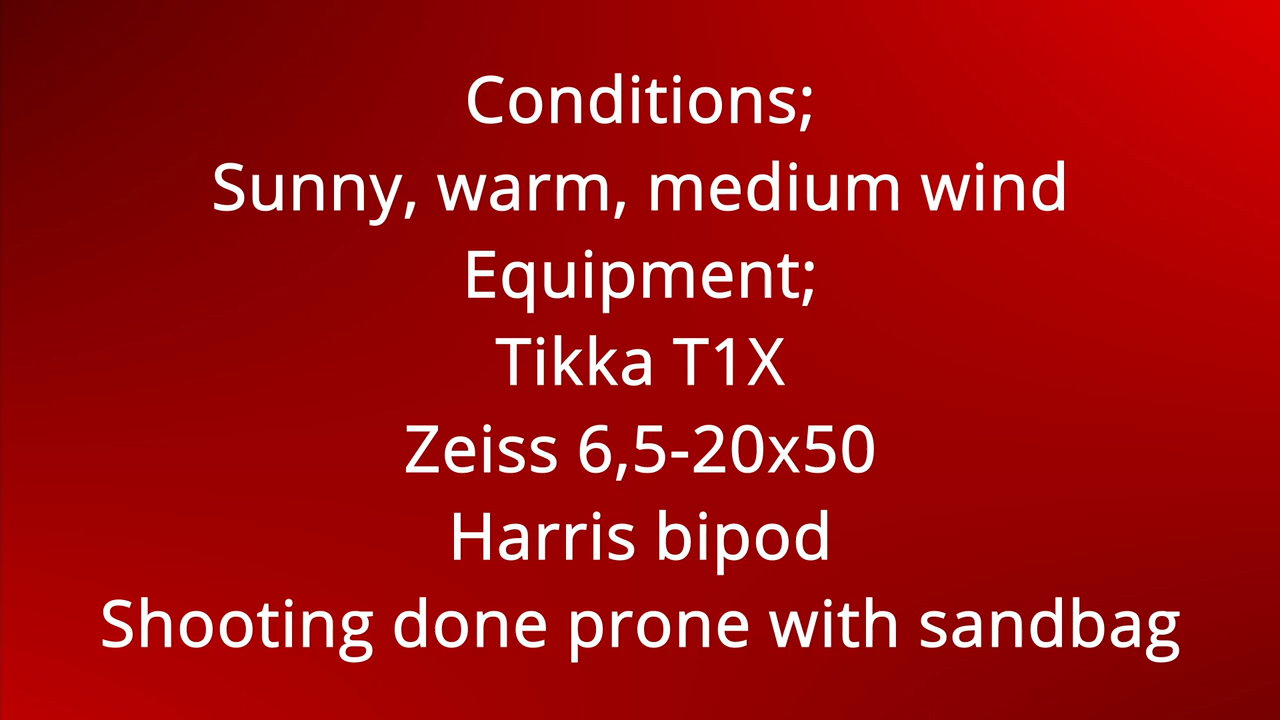 Conditions;
Sunny, warm, medium wind
Equipment;
Tikka T1X
Zeiss 6,5-20x50
Harris bipod
Shooting done prone with sandbag